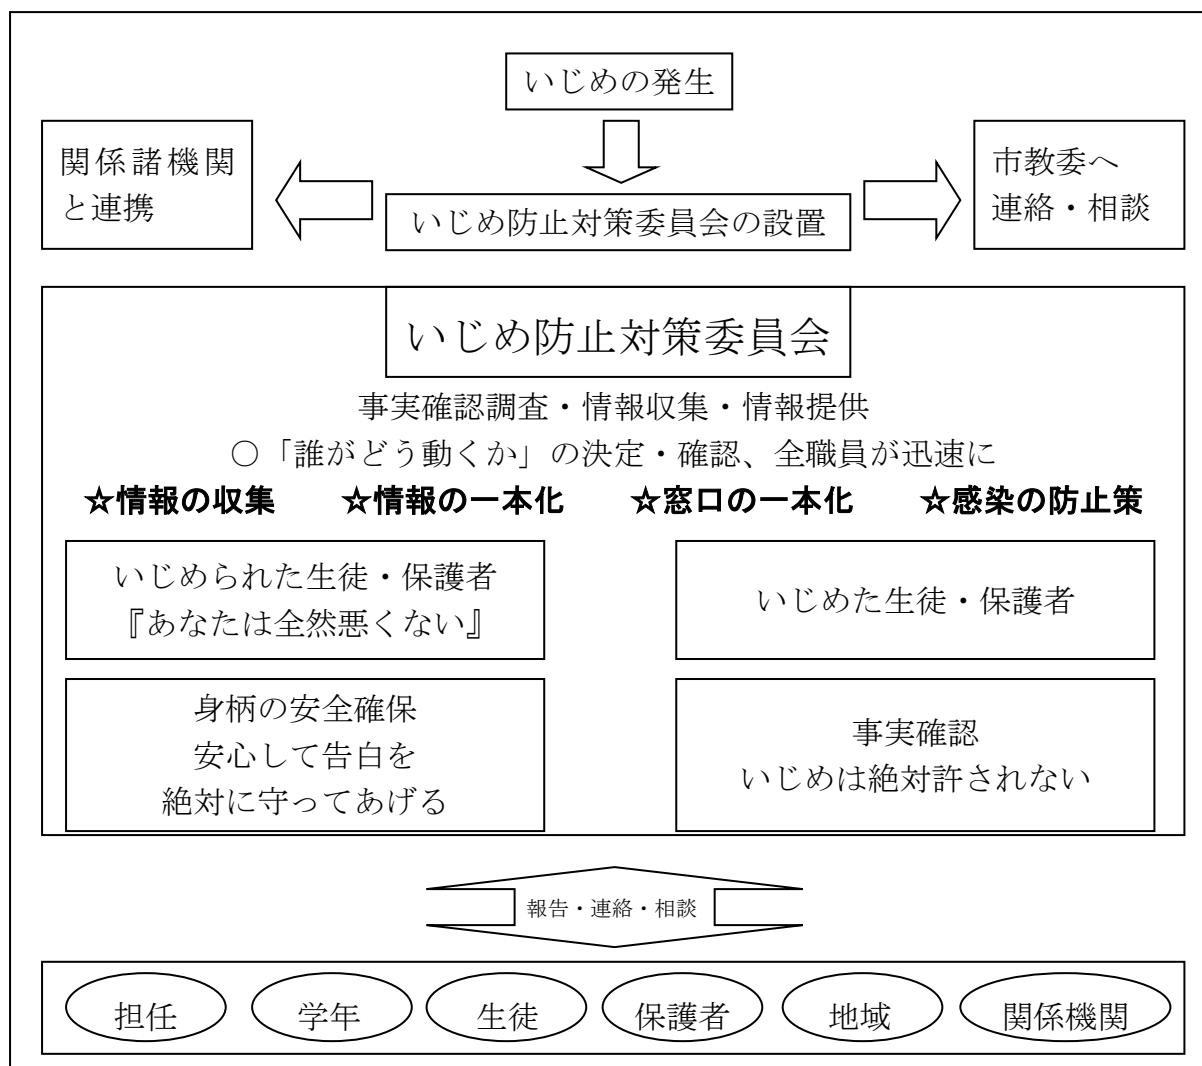 いじめの発生
関係諸機関
と連携
市教委へ
連絡・相談
いじめ防止対策委員会の設置
いじめ防止対策委員会
事実確認調査・情報収集・情報提供
○「誰がどう動くか」の決定・確認、全職員が迅速に
☆情報の収集 ☆情報の一本化 ☆窓口の一本化 ☆感染の防止策
いじめられた生徒・保護者
『あなたは全然悪くない』
いじめた生徒・保護者
身柄の安全確保
安心して告白を
絶対に守ってあげる
事実確認
いじめは絶対許されない
報告・連絡・相談
担任 学年 生徒 保護者 地域 関係機関